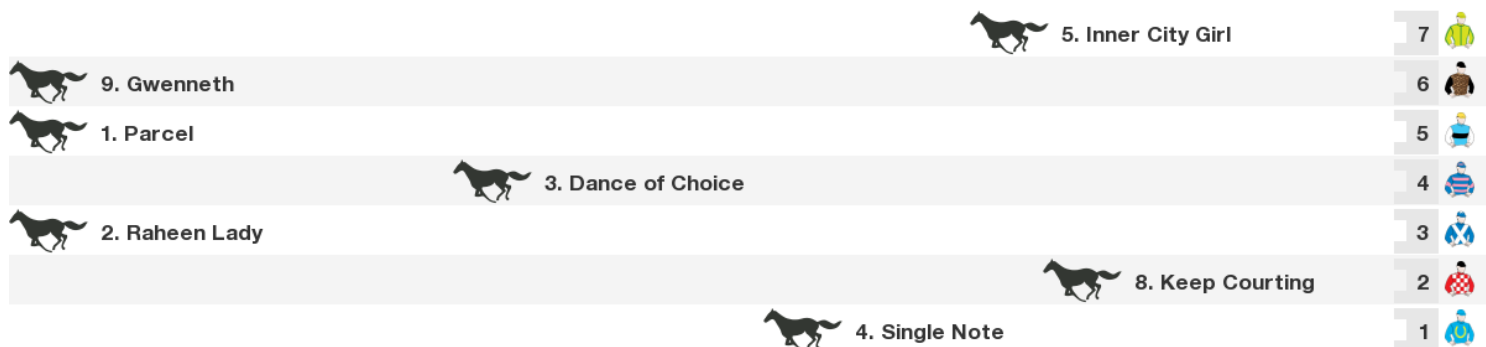 5. Inner City Girl 7
9. Gwenneth 6
1. Parcel 5
3. Dance of Choice 4
2. Raheen Lady 3
8. Keep Courting 2
4. Single Note 1